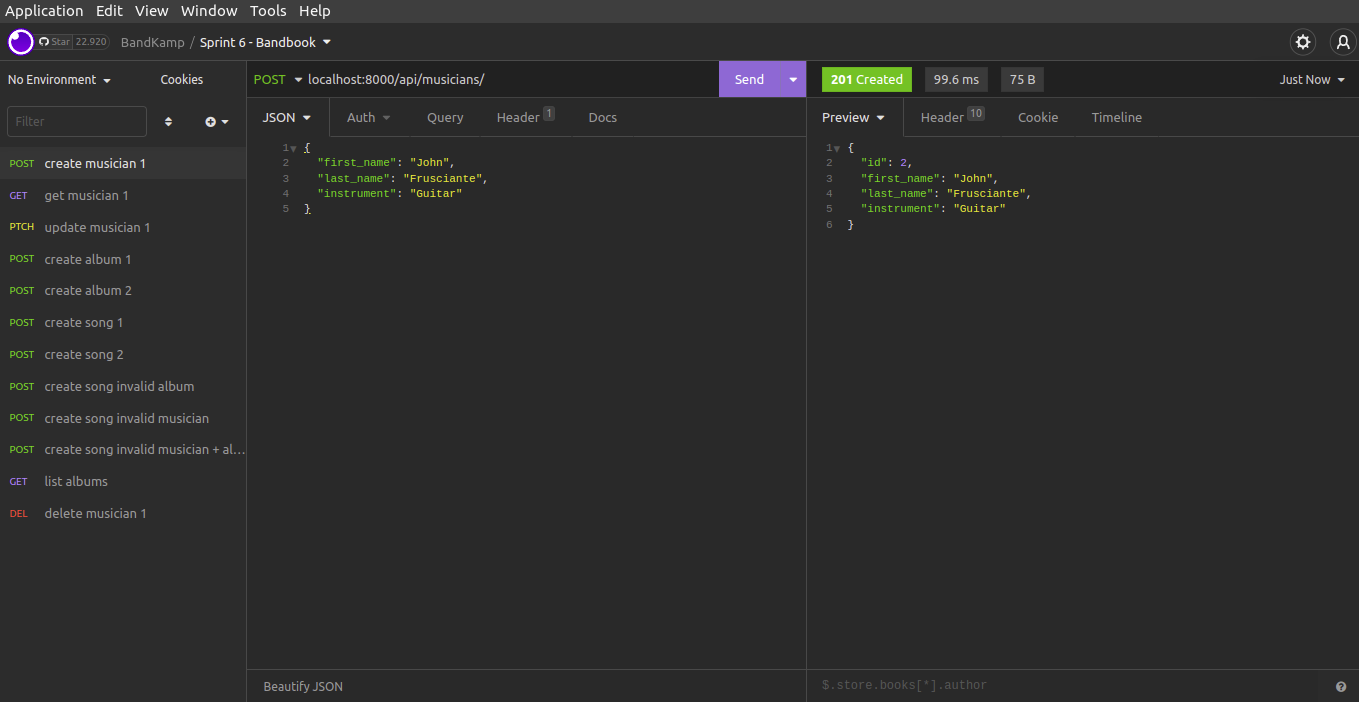 Application Edit View Window Tools Help
Star 22.920 BandKamp / Sprint 6 - Bandbook
No Environment Cookies
Filter
POST create musician 1
GET get musician 1
PTCH update musician 1
POST create album 1
POST create album 2
POST create song 1
POST create song 2
POST create song invalid album
POST create song invalid musician
POST create song invalid musician + al...
GET list albums
DEL delete musician 1
POST localhost:8000/api/musicians/ Send
JSON Auth Query Header 1 Docs
1 {
2 "first_name": "John",
3 "last_name": "Frusciante",
4 "instrument": "Guitar"
5 }
Beautify JSON
201 Created 99.6 ms 75 B Just Now
Preview Header 10 Cookie Timeline
1 {
2 "id": 2,
3 "first_name": "John",
4 "last_name": "Frusciante",
5 "instrument": "Guitar"
6 }
$.store.books[*].author ?